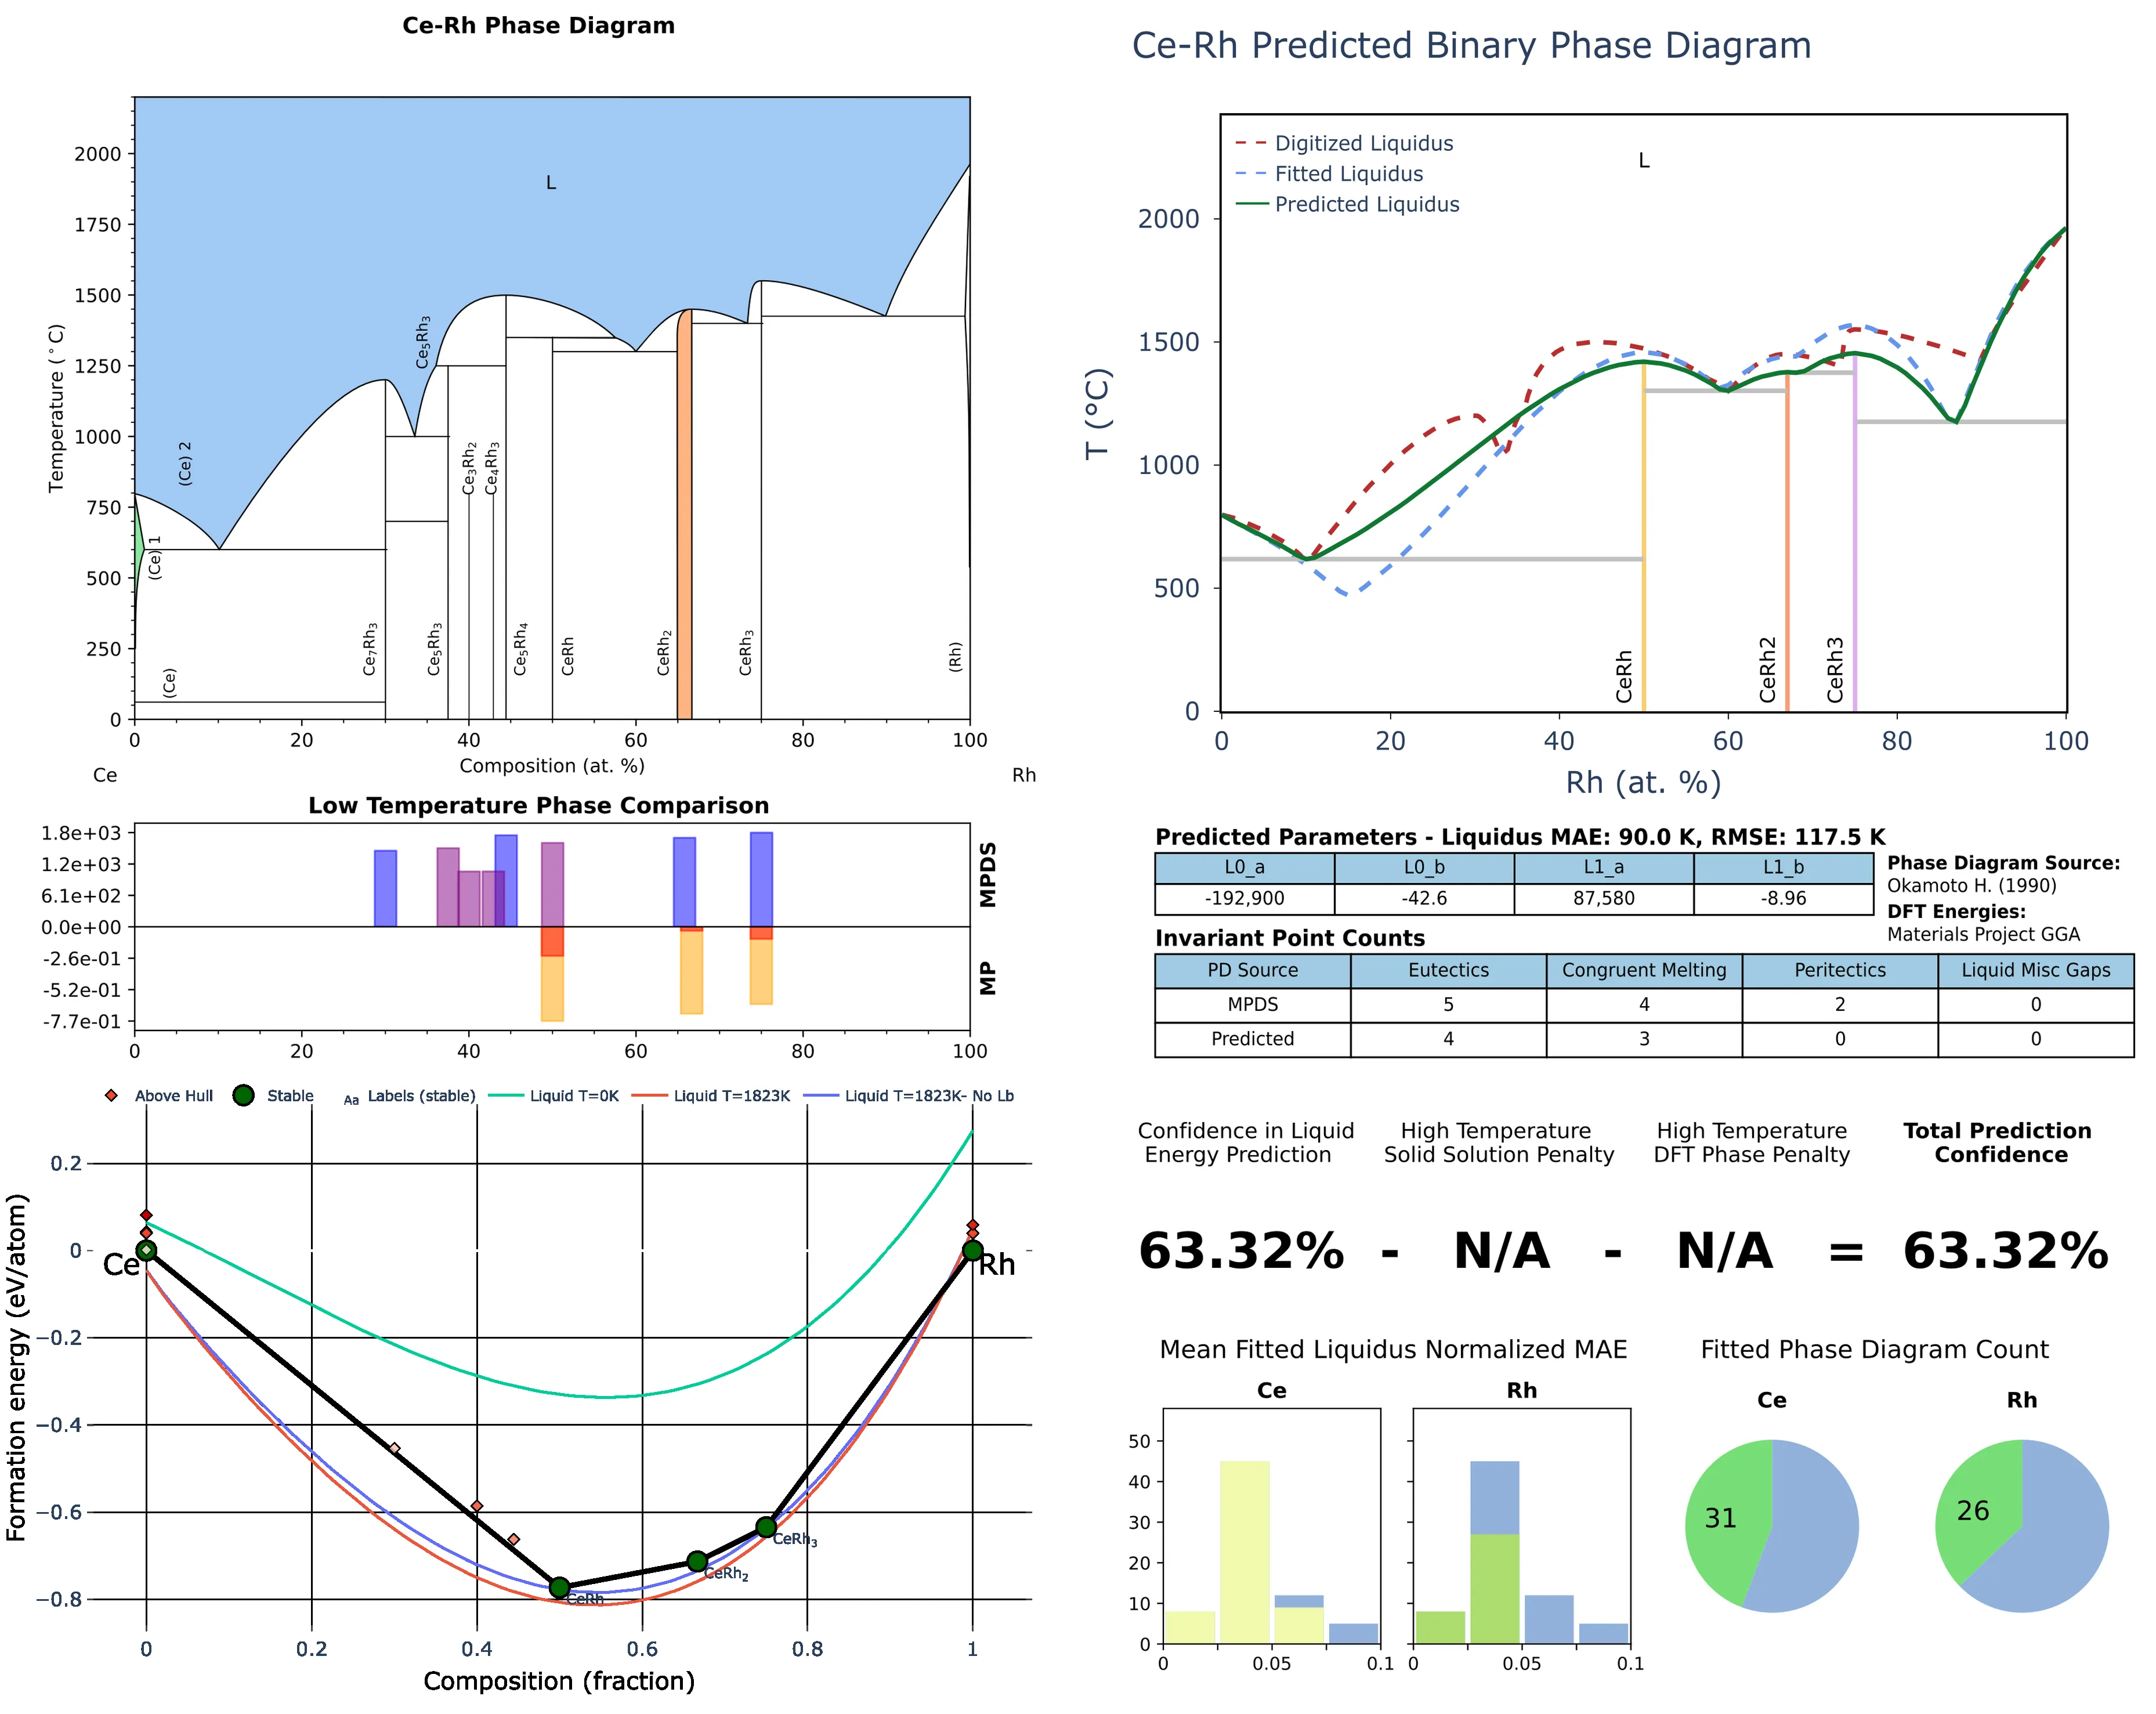 Ce-Rh Phase Diagram
Temperature (°C)
2000
1750
1500
1250
1000
750
500
250
0
L
(Ce) 2
(Ce) 1
(Ce)
Ce₇Rh₃
Ce₅Rh₃
Ce₅Rh₃
Ce₃Rh₂
Ce₄Rh₃
Ce₅Rh₄
CeRh
CeRh₂
CeRh₃
(Rh)
0 20 40 60 80 100
Composition (at. %)
Ce Rh
Low Temperature Phase Comparison
1.8e+03
1.2e+03
6.1e+02
0.0e+00
-2.6e-01
-5.2e-01
-7.7e-01
MPDS
MP
0 20 40 60 80 100
Above Hull Stable Aa Labels (stable) Liquid T=0K Liquid T=1823K Liquid T=1823K- No Lb
Formation energy (eV/atom)
0.2
0
−0.2
−0.4
−0.6
−0.8
Ce
Rh
CeRh
CeRh₂
CeRh₃
0 0.2 0.4 0.6 0.8 1
Composition (fraction)
Ce-Rh Predicted Binary Phase Diagram
Digitized Liquidus
Fitted Liquidus
Predicted Liquidus
L
T (°C)
2000
1500
1000
500
0
CeRh
CeRh2
CeRh3
0 20 40 60 80 100
Rh (at. %)
Predicted Parameters - Liquidus MAE: 90.0 K, RMSE: 117.5 K
L0_a L0_b L1_a L1_b
-192,900 -42.6 87,580 -8.96
Phase Diagram Source:
Okamoto H. (1990)
DFT Energies:
Materials Project GGA
Invariant Point Counts
PD Source Eutectics Congruent Melting Peritectics Liquid Misc Gaps
MPDS 5 4 2 0
Predicted 4 3 0 0
Confidence in Liquid
Energy Prediction
High Temperature
Solid Solution Penalty
High Temperature
DFT Phase Penalty
Total Prediction
Confidence
63.32% - N/A - N/A = 63.32%
Mean Fitted Liquidus Normalized MAE
Ce
Rh
50
40
30
20
10
0
0 0.05 0.1
0 0.05 0.1
Fitted Phase Diagram Count
Ce
Rh
31
26